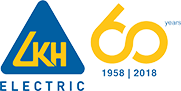 LKH
ELECTRIC
60 years
1958 | 2018